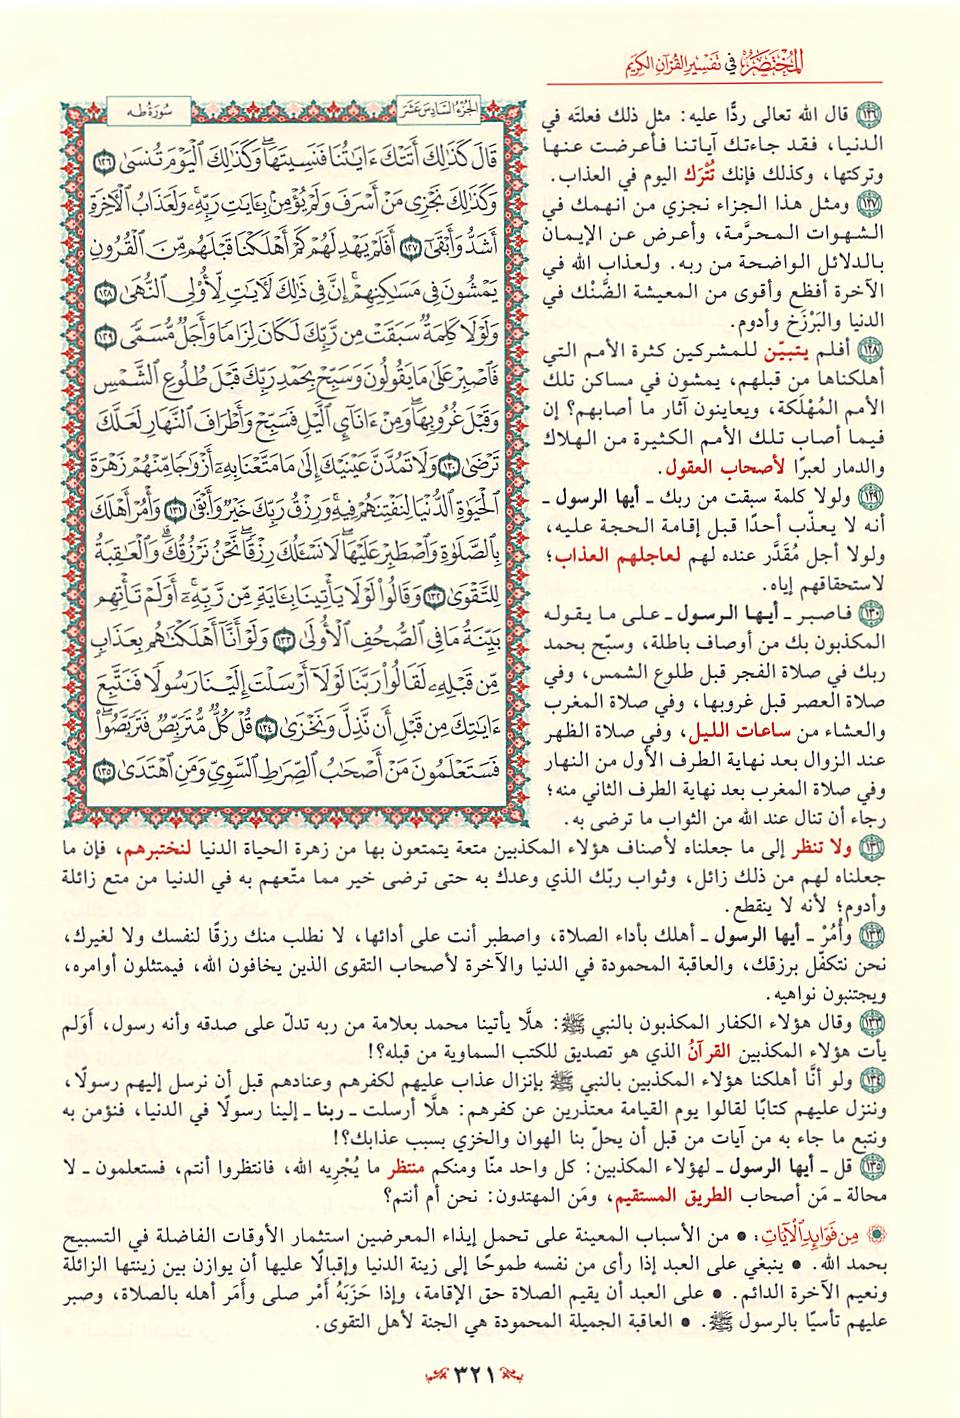 المختصر في تفسير القرآن الكريم
الجزء السادس عشر
سورة طه
قَالَ كَذَٰلِكَ أَتَتْكَ ءَايَٰتُنَا فَنَسِيتَهَاۖ وَكَذَٰلِكَ ٱلْيَوْمَ تُنسَىٰ ١٢٦
وَكَذَٰلِكَ نَجْزِى مَنْ أَسْرَفَ وَلَمْ يُؤْمِنۢ بِـَٔايَٰتِ رَبِّهِۦۚ وَلَعَذَابُ ٱلْـَٔاخِرَةِ
أَشَدُّ وَأَبْقَىٰٓ ١٢٧ أَفَلَمْ يَهْدِ لَهُمْ كَمْ أَهْلَكْنَا قَبْلَهُم مِّنَ ٱلْقُرُونِ
يَمْشُونَ فِى مَسَٰكِنِهِمْۗ إِنَّ فِى ذَٰلِكَ لَـَٔايَٰتٍ لِّأُو۟لِى ٱلنُّهَىٰ ١٢٨
وَلَوْلَا كَلِمَةٌ سَبَقَتْ مِن رَّبِّكَ لَكَانَ لِزَامًا وَأَجَلٌ مُّسَمًّى ١٢٩
فَٱصْبِرْ عَلَىٰ مَا يَقُولُونَ وَسَبِّحْ بِحَمْدِ رَبِّكَ قَبْلَ طُلُوعِ ٱلشَّمْسِ
وَقَبْلَ غُرُوبِهَاۖ وَمِنْ ءَانَآئِ ٱلَّيْلِ فَسَبِّحْ وَأَطْرَافَ ٱلنَّهَارِ لَعَلَّكَ
تَرْضَىٰ ١٣٠ وَلَا تَمُدَّنَّ عَيْنَيْكَ إِلَىٰ مَا مَتَّعْنَا بِهِۦٓ أَزْوَٰجًا مِّنْهُمْ زَهْرَةَ
ٱلْحَيَوٰةِ ٱلدُّنْيَا لِنَفْتِنَهُمْ فِيهِۚ وَرِزْقُ رَبِّكَ خَيْرٌ وَأَبْقَىٰ ١٣١ وَأْمُرْ أَهْلَكَ
بِٱلصَّلَوٰةِ وَٱصْطَبِرْ عَلَيْهَاۖ لَا نَسْـَٔلُكَ رِزْقًاۖ نَّحْنُ نَرْزُقُكَۗ وَٱلْعَٰقِبَةُ
لِلتَّقْوَىٰ ١٣٢ وَقَالُوا۟ لَوْلَا يَأْتِينَا بِـَٔايَةٍ مِّن رَّبِّهِۦٓۚ أَوَلَمْ تَأْتِهِم
بَيِّنَةُ مَا فِى ٱلصُّحُفِ ٱلْأُولَىٰ ١٣٣ وَلَوْ أَنَّآ أَهْلَكْنَٰهُم بِعَذَابٍ
مِّن قَبْلِهِۦ لَقَالُوا۟ رَبَّنَا لَوْلَآ أَرْسَلْتَ إِلَيْنَا رَسُولًا فَنَتَّبِعَ
ءَايَٰتِكَ مِن قَبْلِ أَن نَّذِلَّ وَنَخْزَىٰ ١٣٤ قُلْ كُلٌّ مُّتَرَبِّصٌ فَتَرَبَّصُوا۟ۖ
فَسَتَعْلَمُونَ مَنْ أَصْحَٰبُ ٱلصِّرَٰطِ ٱلسَّوِىِّ وَمَنِ ٱهْتَدَىٰ ١٣٥
١٢٦ قال الله تعالى ردًّا عليه: مثل ذلك فعلتَه في
الدنيا، فقد جاءتك آياتنا فأعرضت عنها
وتركتها، وكذلك فإنك تُتْرَك اليوم في العذاب.
١٢٧ ومثل هذا الجزاء نجزي من انهمك في
الشهوات المحرَّمة، وأعرض عن الإيمان
بالدلائل الواضحة من ربه. ولعذاب الله في
الآخرة أفظع وأقوى من المعيشة الضَّنْك في
الدنيا والبَرْزَخ وأدوم.
١٢٨ أفلم يتبيّن للمشركين كثرة الأمم التي
أهلكناها من قبلهم، يمشون في مساكن تلك
الأمم المُهْلَكة، ويعاينون آثار ما أصابهم؟ إن
فيما أصاب تلك الأمم الكثيرة من الهلاك
والدمار لعبرًا لأصحاب العقول.
١٢٩ ولولا كلمة سبقت من ربك ـ أيها الرسول ـ
أنه لا يعذّب أحدًا قبل إقامة الحجة عليه،
ولولا أجل مُقَدَّر عنده لهم لعاجلهم العذاب؛
لاستحقاقهم إياه.
١٣٠ فاصبر ـ أيها الرسول ـ على ما يقوله
المكذبون بك من أوصاف باطلة، وسبّح بحمد
ربك في صلاة الفجر قبل طلوع الشمس، وفي
صلاة العصر قبل غروبها، وفي صلاة المغرب
والعشاء من ساعات الليل، وفي صلاة الظهر
عند الزوال بعد نهاية الطرف الأول من النهار
وفي صلاة المغرب بعد نهاية الطرف الثاني منه؛
رجاء أن تنال عند الله من الثواب ما ترضى به.
١٣١ ولا تنظر إلى ما جعلناه لأصناف هؤلاء المكذبين متعة يتمتعون بها من زهرة الحياة الدنيا لنختبرهم، فإن ما
جعلناه لهم من ذلك زائل، وثواب ربّك الذي وعدك به حتى ترضى خير مما متّعهم به في الدنيا من متع زائلة
وأدوم؛ لأنه لا ينقطع.
١٣٢ وأْمُرْ ـ أيها الرسول ـ أهلك بأداء الصلاة، واصطبر أنت على أدائها، لا نطلب منك رزقًا لنفسك ولا لغيرك،
نحن نتكفّل برزقك، والعاقبة المحمودة في الدنيا والآخرة لأصحاب التقوى الذين يخافون الله، فيمتثلون أوامره،
ويجتنبون نواهيه.
١٣٣ وقال هؤلاء الكفار المكذبون بالنبي ﷺ: هلَّا يأتينا محمد بعلامة من ربه تدلّ على صدقه وأنه رسول، أَوَلم
يأت هؤلاء المكذبين القرآنُ الذي هو تصديق للكتب السماوية من قبله؟!
١٣٤ ولو أنَّا أهلكنا هؤلاء المكذبين بالنبي ﷺ بإنزال عذاب عليهم لكفرهم وعنادهم قبل أن نرسل إليهم رسولًا،
وننزل عليهم كتابًا لقالوا يوم القيامة معتذرين عن كفرهم: هلَّا أرسلت ـ ربنا ـ إلينا رسولًا في الدنيا، فنؤمن به
ونتبع ما جاء به من آيات من قبل أن يحلّ بنا الهوان والخزي بسبب عذابك؟!
١٣٥ قل ـ أيها الرسول ـ لهؤلاء المكذبين: كل واحد منّا ومنكم منتظر ما يُجْرِيه الله، فانتظروا أنتم، فستعلمون ـ لا
محالة ـ مَن أصحاب الطريق المستقيم، ومَن المهتدون: نحن أم أنتم؟
من فوائد الآيات: • من الأسباب المعينة على تحمل إيذاء المعرضين استثمار الأوقات الفاضلة في التسبيح
بحمد الله. • ينبغي على العبد إذا رأى من نفسه طموحًا إلى زينة الدنيا وإقبالًا عليها أن يوازن بين زينتها الزائلة
ونعيم الآخرة الدائم. • على العبد أن يقيم الصلاة حق الإقامة، وإذا حَزَبَهُ أَمْر صلى وأَمَر أهله بالصلاة، وصبر
عليهم تأسيًا بالرسول ﷺ. • العاقبة الجميلة المحمودة هي الجنة لأهل التقوى.
٣٢١